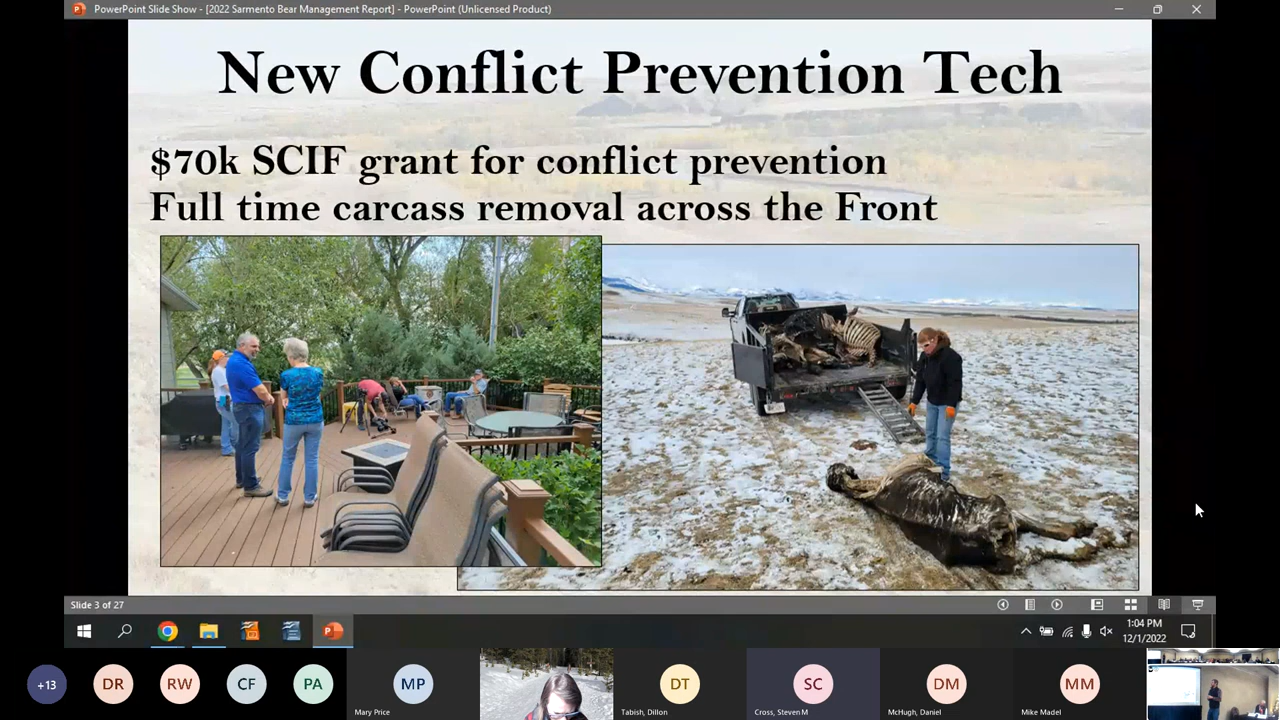 PowerPoint Slide Show - [2022 Sarmento Bear Management Report] - PowerPoint (Unlicensed Product)
New Conflict Prevention Tech
$70k SCIF grant for conflict prevention
Full time carcass removal across the Front
Slide 3 of 27
1:04 PM
12/1/2022
+13
DR
RW
CF
PA
MP
DT
SC
DM
MM
Mary Price
Tabish, Dillon
Cross, Steven M
McHugh, Daniel
Mike Madel